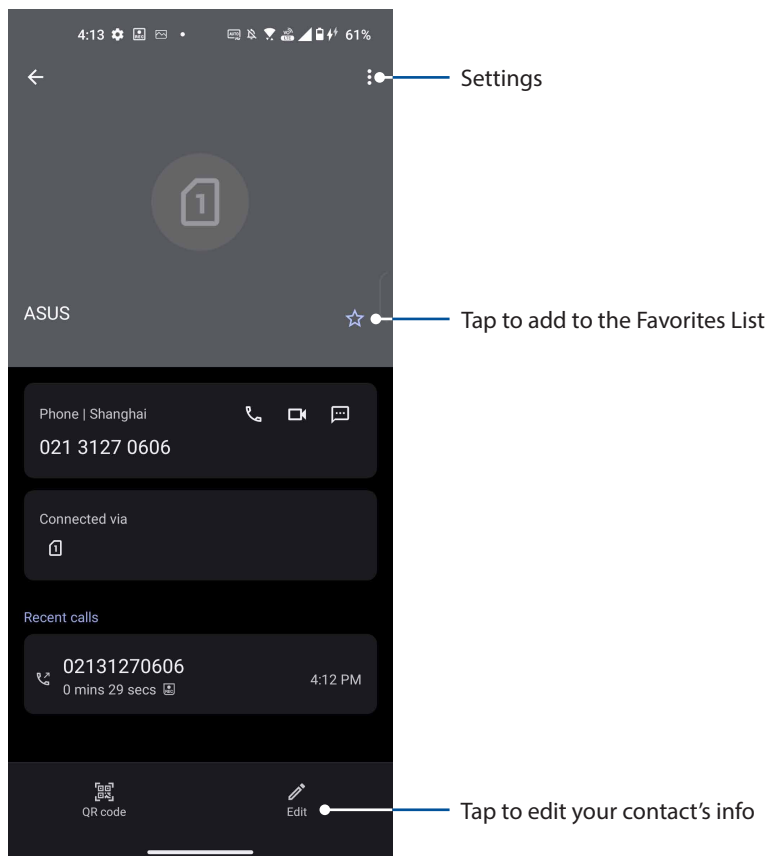 4:13 61%
Settings
1
ASUS
Tap to add to the Favorites List
Phone | Shanghai
021 3127 0606
Connected via
1
Recent calls
02131270606
0 mins 29 secs
4:12 PM
QR code
Edit
Tap to edit your contact’s info